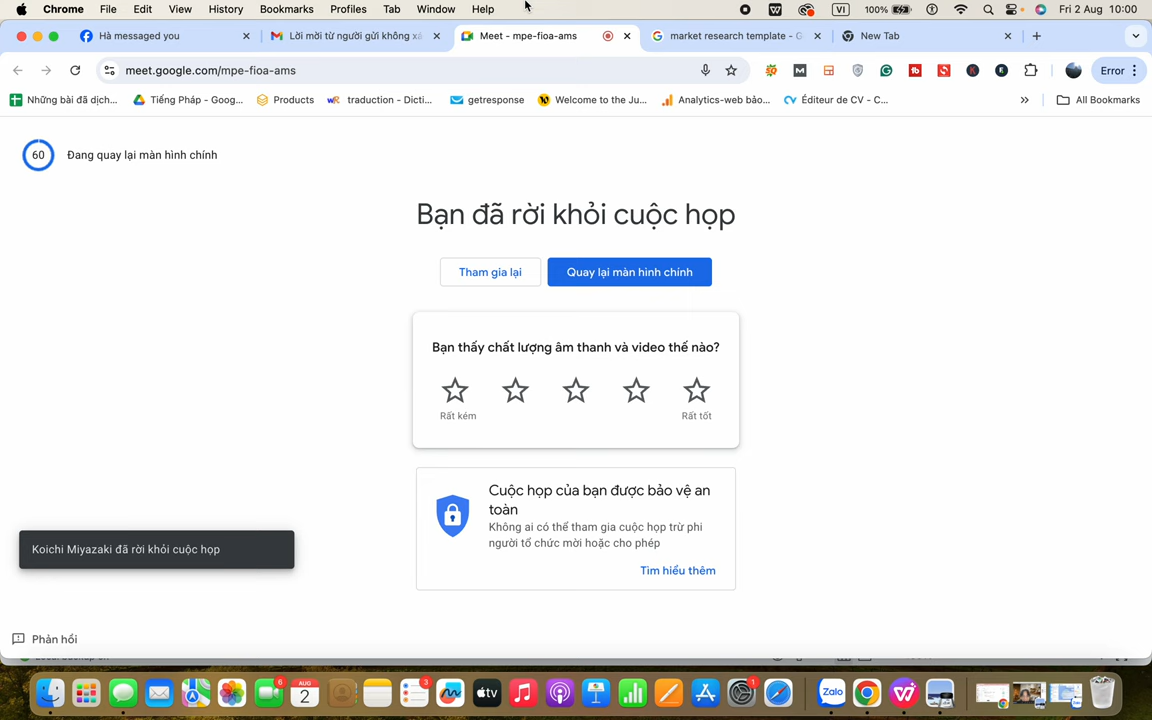 Chrome File Edit View History Bookmarks Profiles Tab Window Help VI 100% Fri 2 Aug 10:00
Hà messaged you
Lời mời từ người gửi không xá
Meet - mpe-fioa-ams
market research template - G
New Tab
meet.google.com/mpe-fioa-ams
Error
Những bài đã dịch...
Tiếng Pháp - Goog...
Products
traduction - Dicti...
getresponse
Welcome to the Ju...
Analytics-web bảo...
Éditeur de CV - C...
All Bookmarks
60 Đang quay lại màn hình chính
Bạn đã rời khỏi cuộc họp
Tham gia lại
Quay lại màn hình chính
Bạn thấy chất lượng âm thanh và video thế nào?
Rất kém
Rất tốt
Cuộc họp của bạn được bảo vệ an
toàn
Không ai có thể tham gia cuộc họp trừ phi
người tổ chức mời hoặc cho phép
Tìm hiểu thêm
Koichi Miyazaki đã rời khỏi cuộc họp
Phản hồi
6
AUG
2
3
tv
1
Zalo